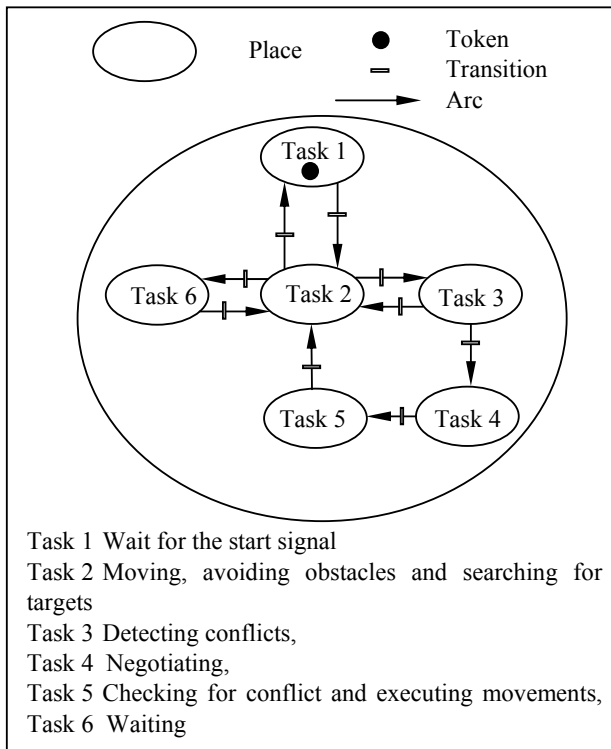 Place
Token
Transition
Arc
Task 1
Task 6
Task 2
Task 3
Task 5
Task 4
Task 1 Wait for the start signal
Task 2 Moving, avoiding obstacles and searching for
targets
Task 3 Detecting conflicts,
Task 4 Negotiating,
Task 5 Checking for conflict and executing movements,
Task 6 Waiting